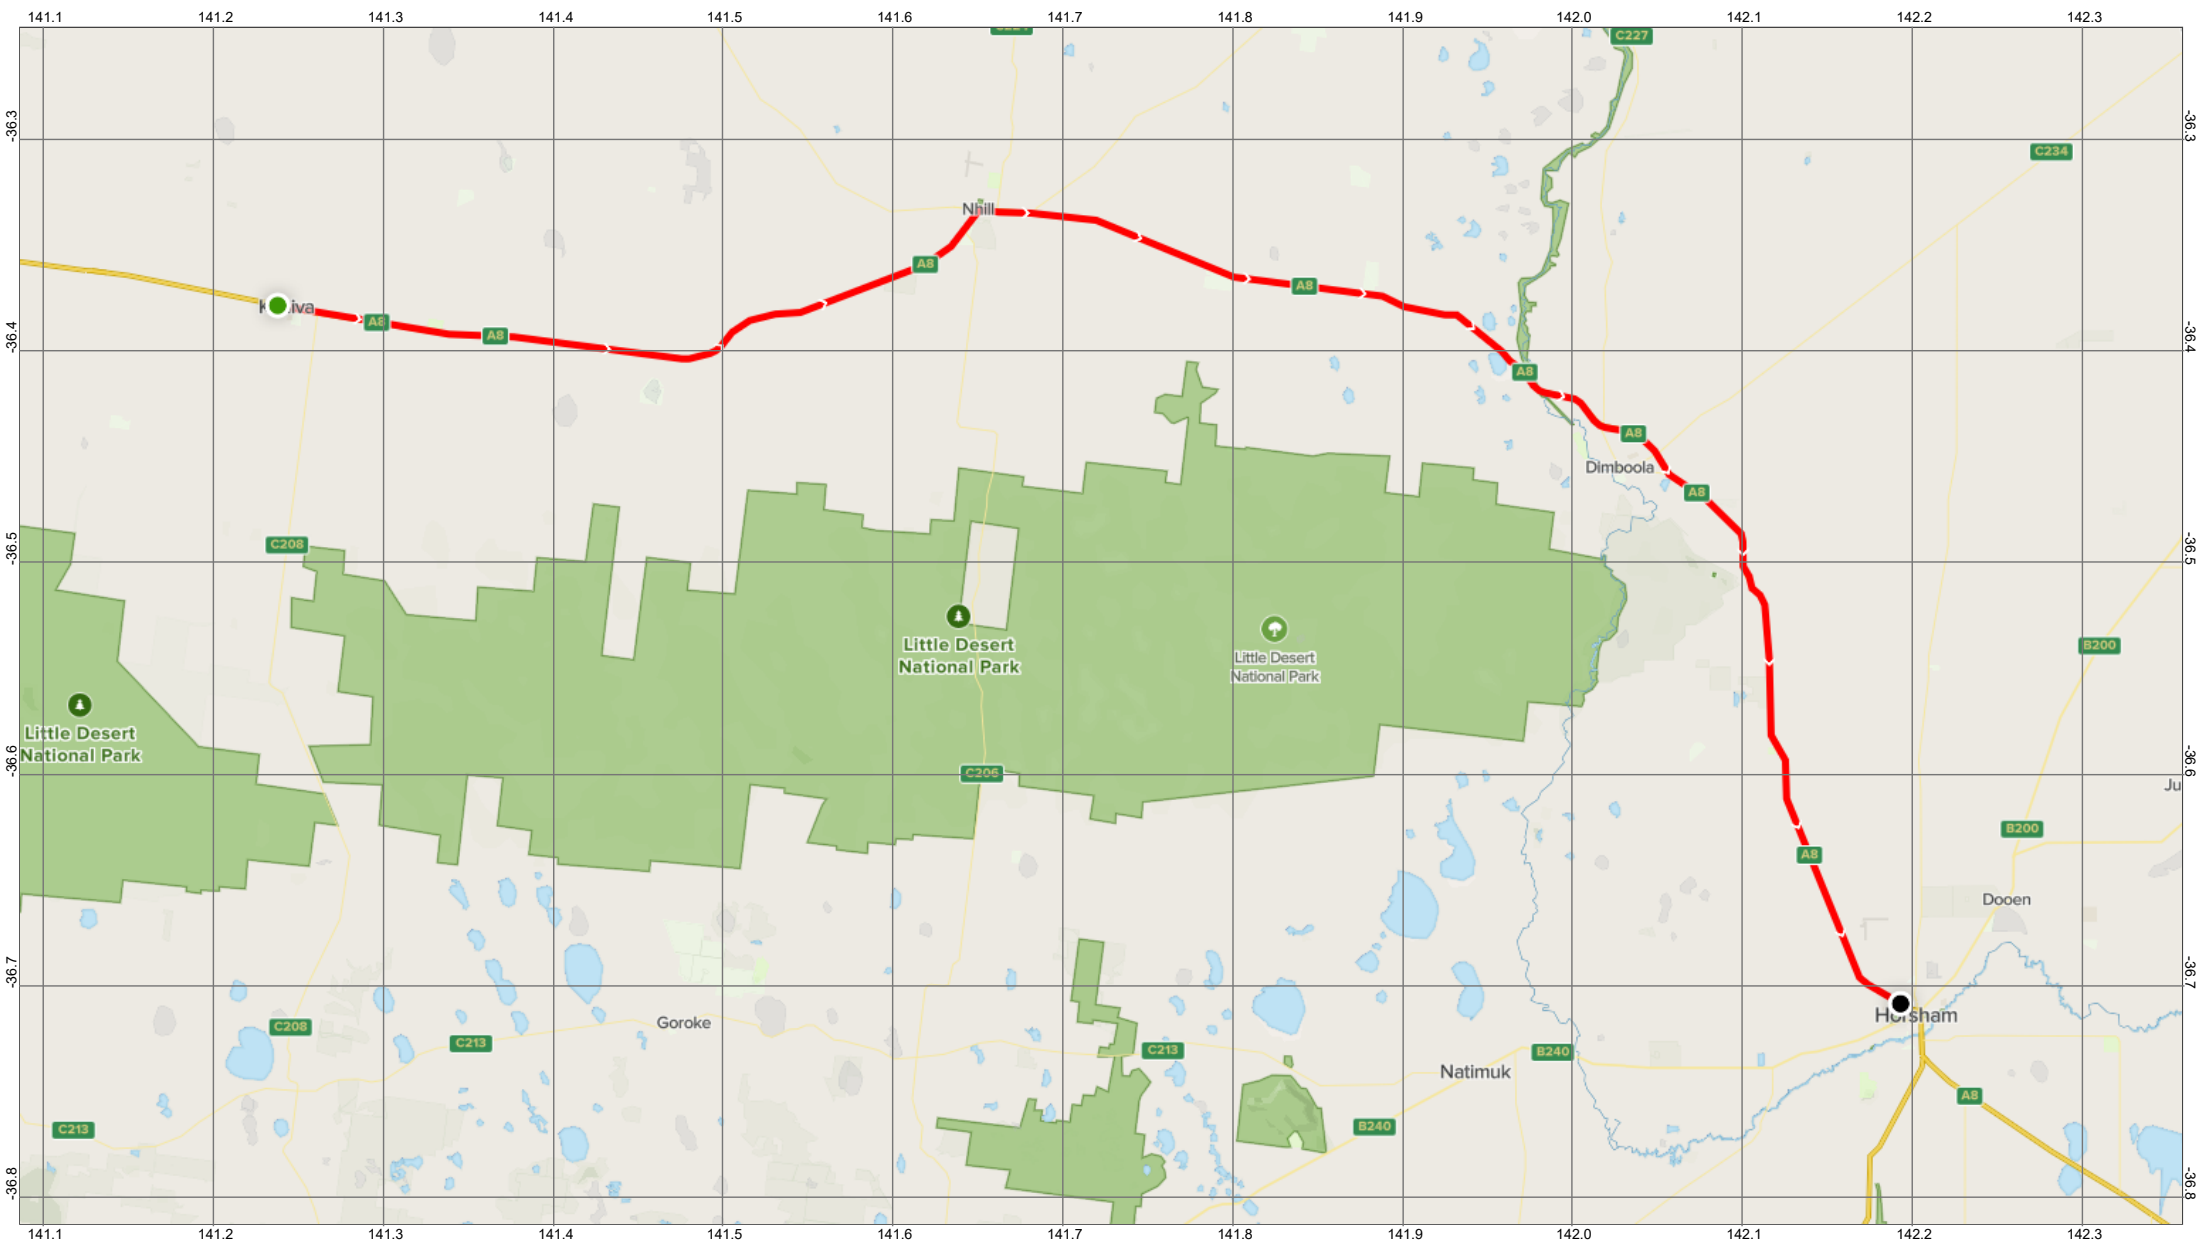 141.1 141.2 141.3 141.4 141.5 141.6 141.7 141.8 141.9 142.0 142.1 142.2 142.3
C227
-36.3 -36.3
C234
Nhill
A8
A8
A8
A8
-36.4 -36.4
A8
A8
Dimboola
A8
C208
-36.5 -36.5
Little Desert
National Park
Little Desert
National Park
B200
Little Desert
National Park
-36.6 -36.6
C206
Ju
B200
A8
Dooen
-36.7 -36.7
Horsham
Goroke
C208
C213
C213
B240
Natimuk
A8
C213
B240
-36.8 -36.8
141.1 141.2 141.3 141.4 141.5 141.6 141.7 141.8 141.9 142.0 142.1 142.2 142.3